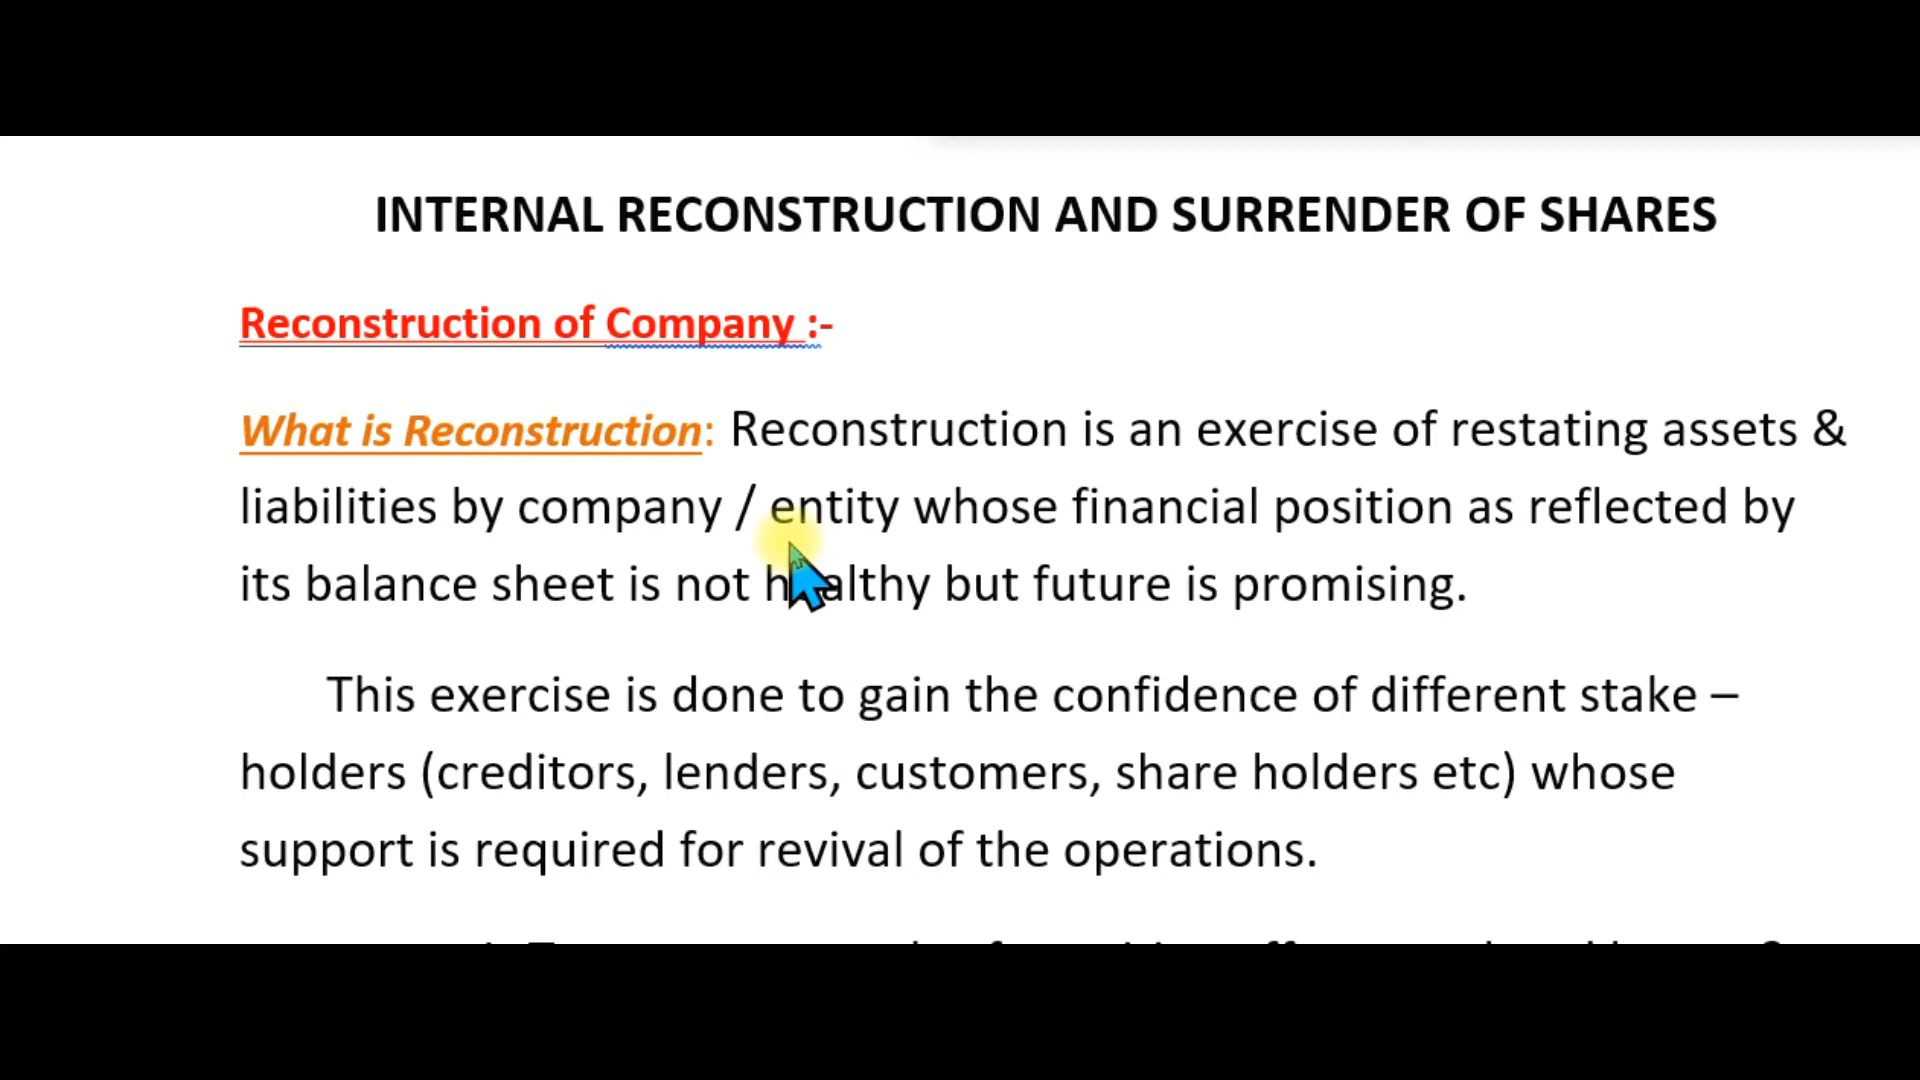 INTERNAL RECONSTRUCTION AND SURRENDER OF SHARES
Reconstruction of Company :-
What is Reconstruction: Reconstruction is an exercise of restating assets &
liabilities by company / entity whose financial position as reflected by
its balance sheet is not healthy but future is promising.
This exercise is done to gain the confidence of different stake –
holders (creditors, lenders, customers, share holders etc) whose
support is required for revival of the operations.